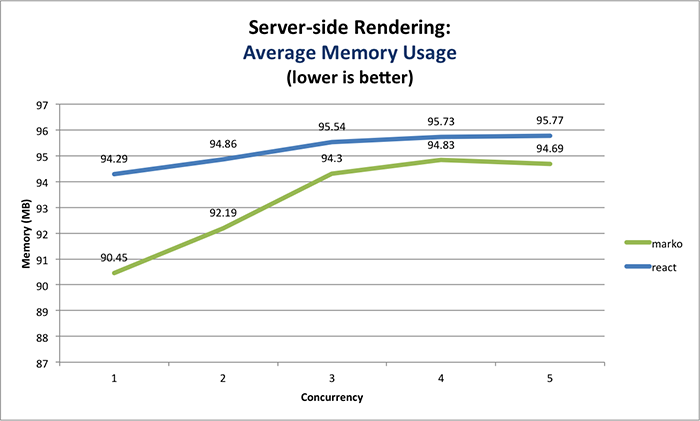 Server-side Rendering:
Average Memory Usage
(lower is better)
97
96
95
94
93
92
91
90
89
88
87
Memory (MB)
94.29
94.86
95.54
95.73
95.77
90.45
92.19
94.3
94.83
94.69
1 2 3 4 5
Concurrency
marko
react